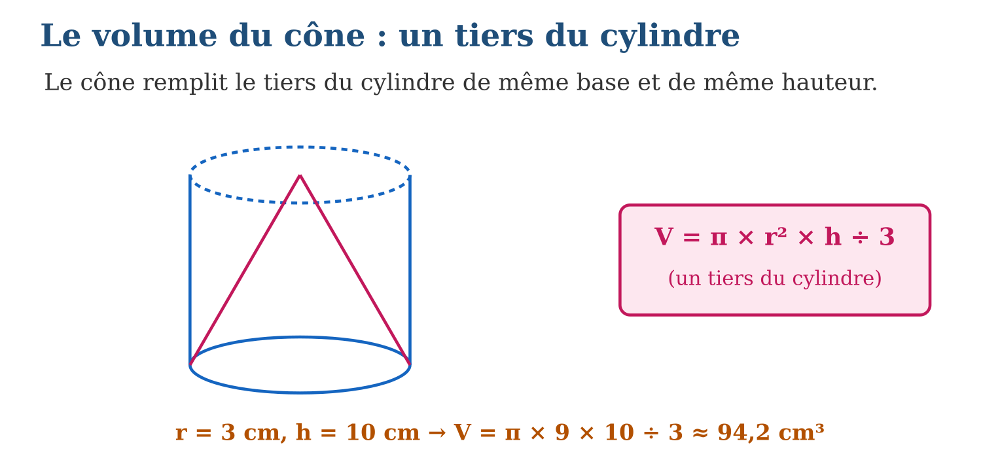 Le volume du cône : un tiers du cylindre
Le cône remplit le tiers du cylindre de même base et de même hauteur.
V = π × r² × h ÷ 3
(un tiers du cylindre)
r = 3 cm, h = 10 cm → V = π × 9 × 10 ÷ 3 ≈ 94,2 cm³